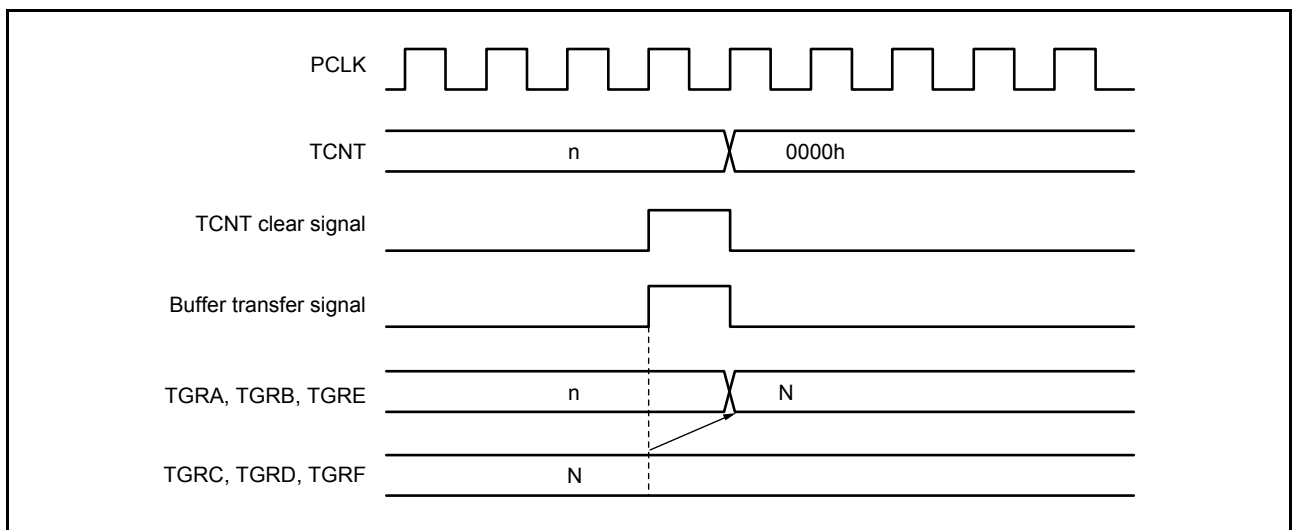 PCLK
TCNT n 0000h
TCNT clear signal
Buffer transfer signal
TGRA, TGRB, TGRE n N
TGRC, TGRD, TGRF N